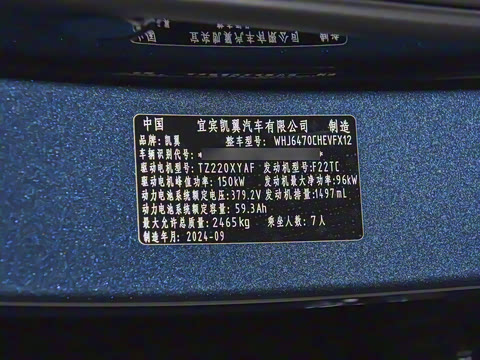 中国 宜宾凯翼汽车有限公司 制造
品牌: 凯翼 整车型号: WHJ6470CHEVFX12
车辆识别代号:
驱动电机型号: TZ220XYAF 发动机型号: F22TC
驱动电机峰值功率: 150kW 发动机最大净功率: 96kW
动力电池系统额定电压: 379.2V 发动机排量: 1497mL
动力电池系统额定容量: 59.3Ah
最大允许总质量: 2465kg 乘坐人数: 7人
制造年月: 2024-09